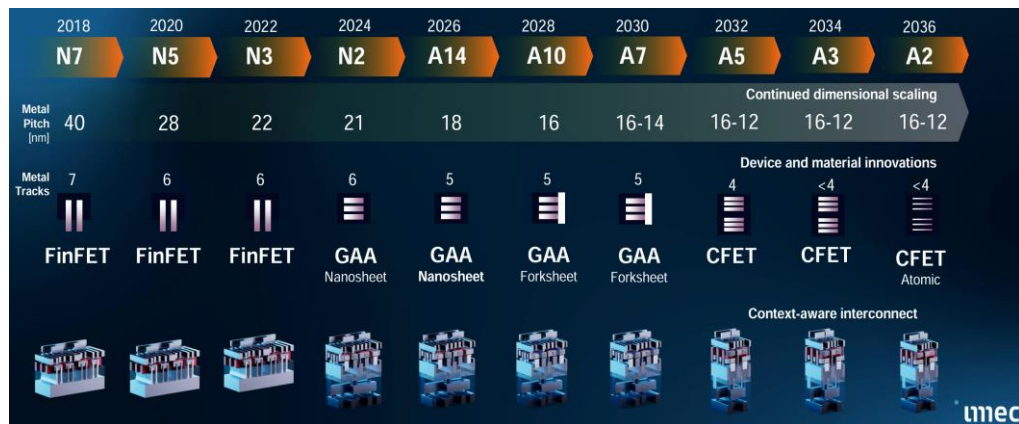 2018 2020 2022 2024 2026 2028 2030 2032 2034 2036
N7 N5 N3 N2 A14 A10 A7 A5 A3 A2
Continued dimensional scaling
Metal
Pitch
[nm]
40 28 22 21 18 16 16-14 16-12 16-12 16-12
Device and material innovations
Metal
Tracks
7 6 6 6 5 5 5 4 <4 <4
FinFET FinFET FinFET GAA GAA GAA GAA CFET CFET CFET
Nanosheet Nanosheet Forksheet Forksheet Atomic
Context-aware interconnect
imec